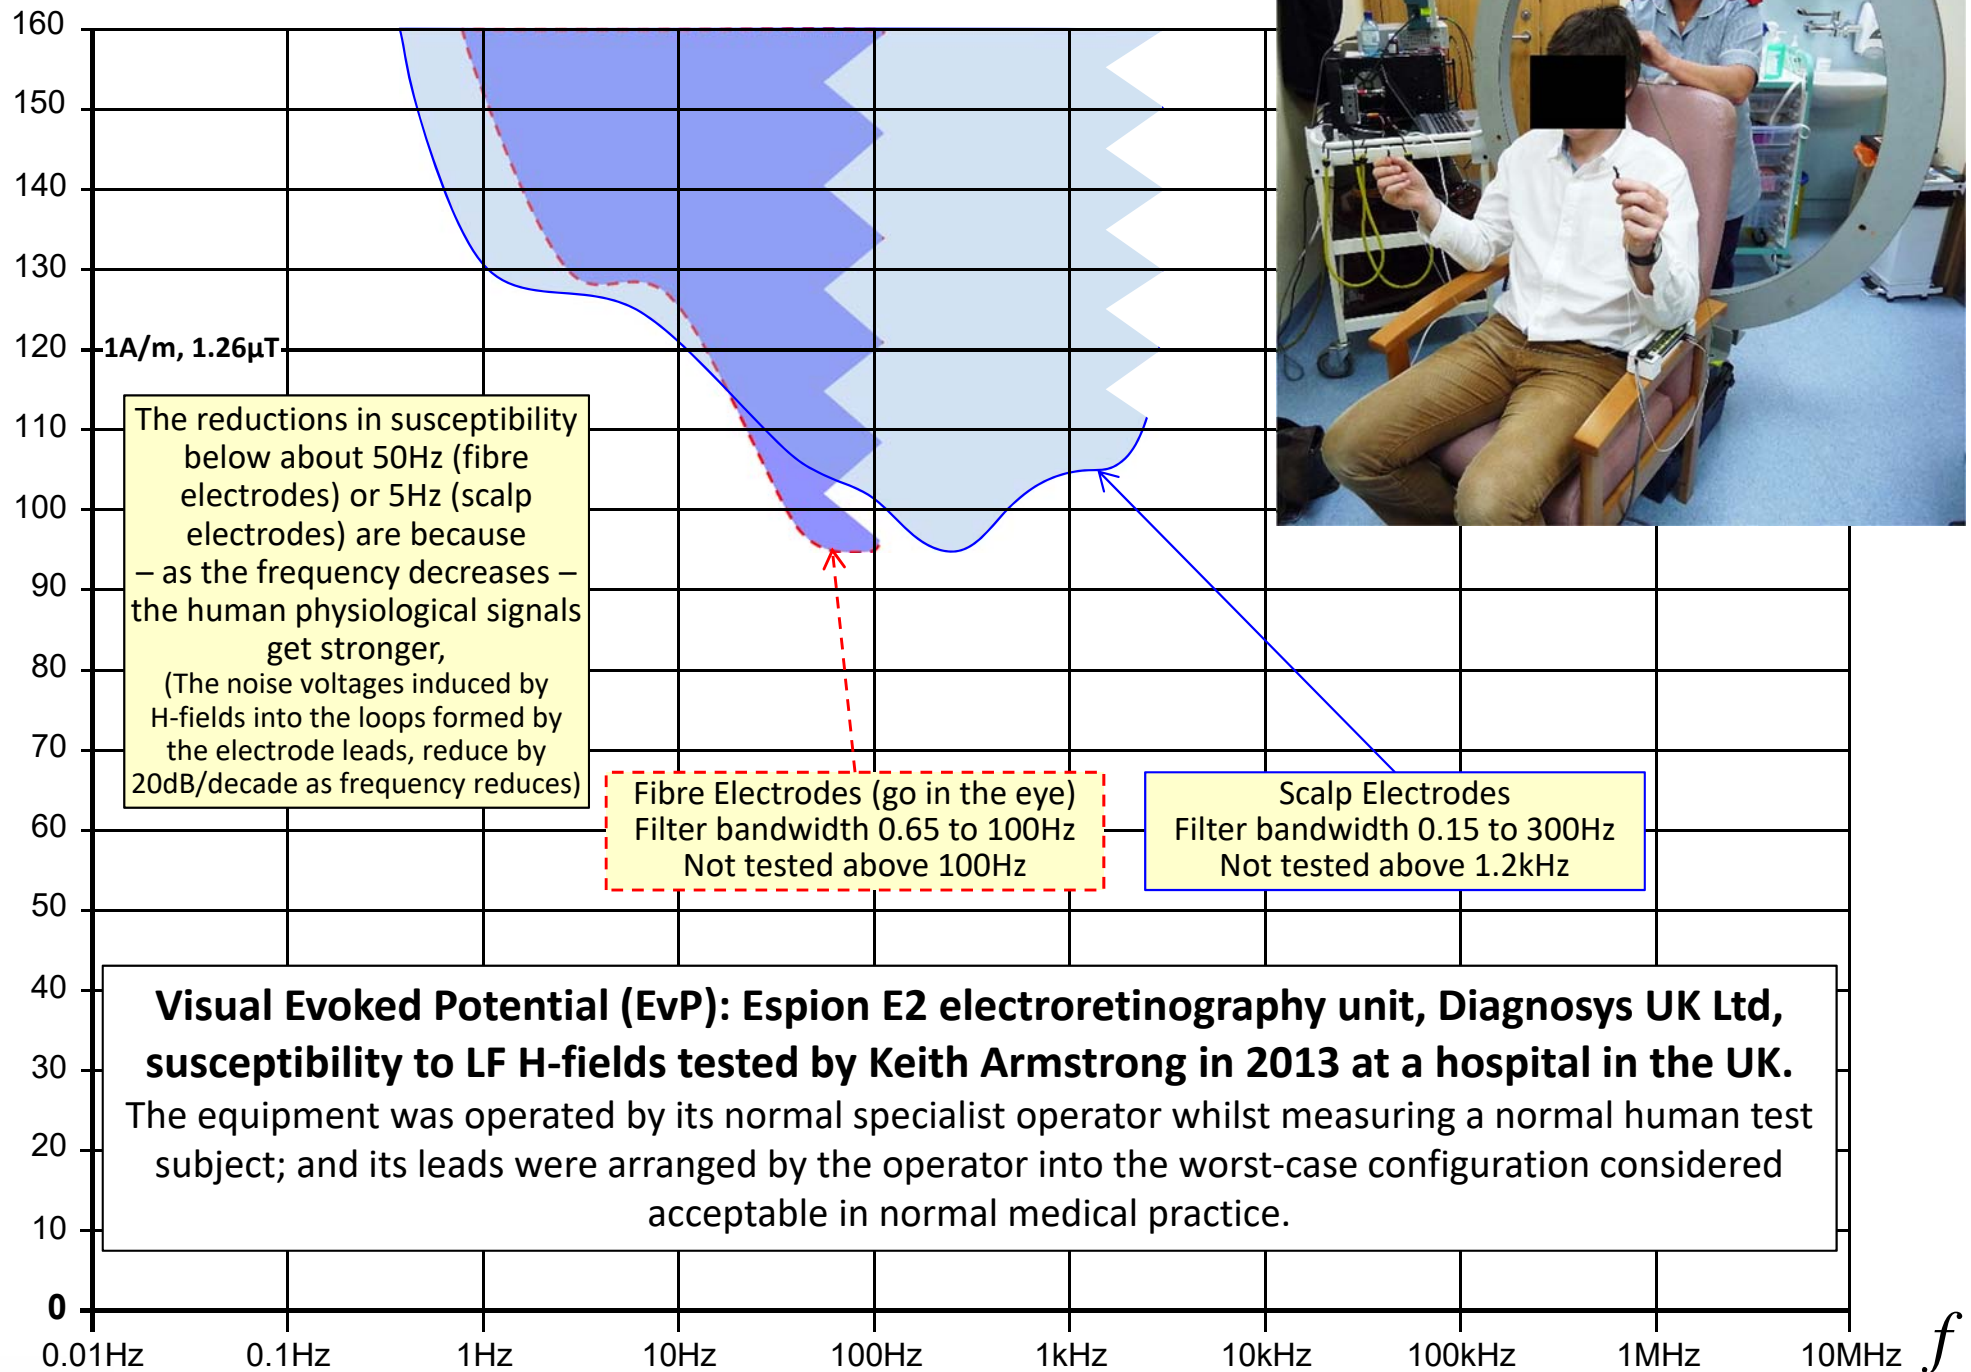 160
150
140
130
120
110
100
90
80
70
60
50
40
30
20
10
0
1A/m, 1.26µT
The reductions in susceptibility
below about 50Hz (fibre
electrodes) or 5Hz (scalp
electrodes) are because
– as the frequency decreases –
the human physiological signals
get stronger,
(The noise voltages induced by
H-fields into the loops formed by
the electrode leads, reduce by
20dB/decade as frequency reduces)
Fibre Electrodes (go in the eye)
Filter bandwidth 0.65 to 100Hz
Not tested above 100Hz
Scalp Electrodes
Filter bandwidth 0.15 to 300Hz
Not tested above 1.2kHz
Visual Evoked Potential (EvP): Espion E2 electroretinography unit, Diagnosys UK Ltd,
susceptibility to LF H-fields tested by Keith Armstrong in 2013 at a hospital in the UK.
The equipment was operated by its normal specialist operator whilst measuring a normal human test
subject; and its leads were arranged by the operator into the worst-case configuration considered
acceptable in normal medical practice.
0.01Hz 0.1Hz 1Hz 10Hz 100Hz 1kHz 10kHz 100kHz 1MHz 10MHz f